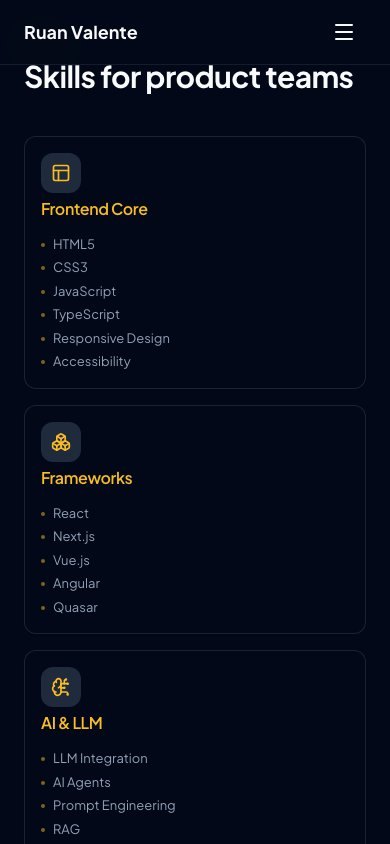 Ruan Valente
Skills for product teams
Frontend Core
HTML5
CSS3
JavaScript
TypeScript
Responsive Design
Accessibility
Frameworks
React
Next.js
Vue.js
Angular
Quasar
AI & LLM
LLM Integration
AI Agents
Prompt Engineering
RAG